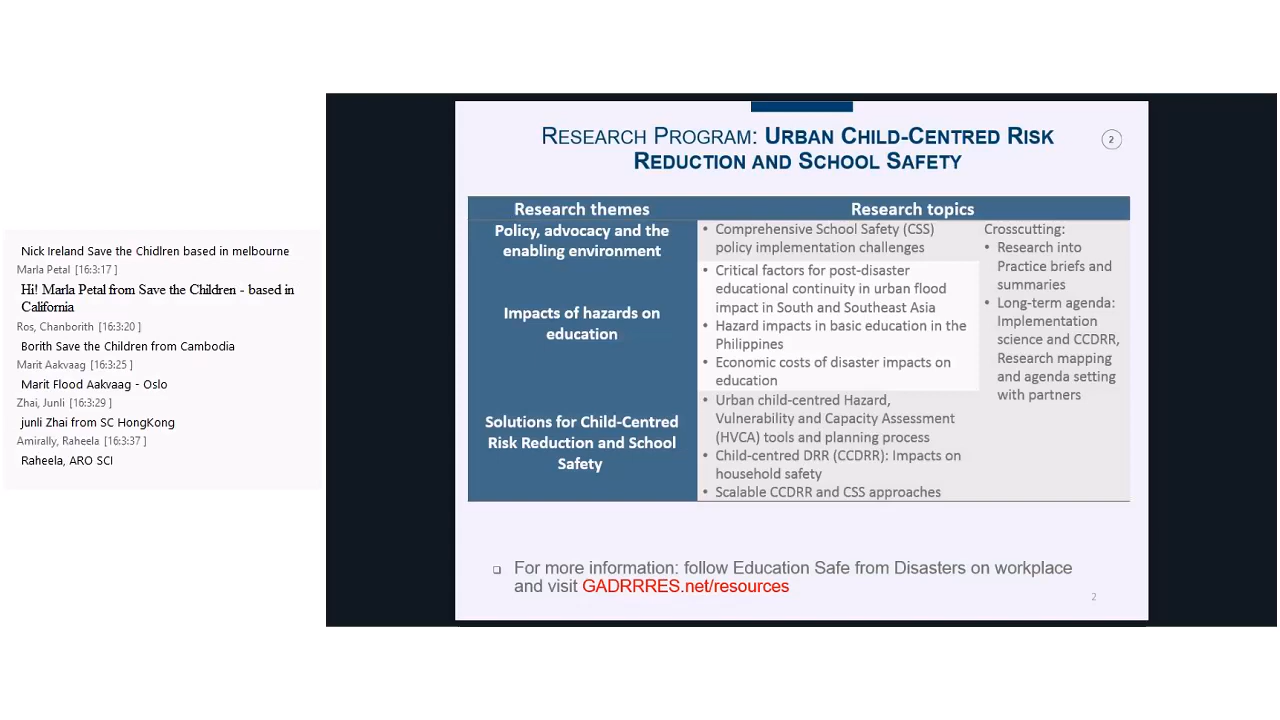 Nick Ireland Save the Chidlren based in melbourne
Marla Petal [16:3:17 ]
Hi! Marla Petal from Save the Children - based in
California
Ros, Chanborith [16:3:20 ]
Borith Save the Children from Cambodia
Marit Aakvaag [16:3:25 ]
Marit Flood Aakvaag - Oslo
Zhai, Junli [16:3:29 ]
junli Zhai from SC HongKong
Amirally, Raheela [16:3:37 ]
Raheela, ARO SCI
RESEARCH PROGRAM: URBAN CHILD-CENTRED RISK
REDUCTION AND SCHOOL SAFETY
2
Research themes
Research topics
Policy, advocacy and the
enabling environment
• Comprehensive School Safety (CSS)
policy implementation challenges
Impacts of hazards on
education
• Critical factors for post-disaster
educational continuity in urban flood
impact in South and Southeast Asia
• Hazard impacts in basic education in the
Philippines
• Economic costs of disaster impacts on
education
Solutions for Child-Centred
Risk Reduction and School
Safety
• Urban child-centred Hazard,
Vulnerability and Capacity Assessment
(HVCA) tools and planning process
• Child-centred DRR (CCDRR): Impacts on
household safety
• Scalable CCDRR and CSS approaches
Crosscutting:
• Research into
Practice briefs and
summaries
• Long-term agenda:
Implementation
science and CCDRR,
Research mapping
and agenda setting
with partners
❑ For more information: follow Education Safe from Disasters on workplace
and visit GADRRRES.net/resources
2